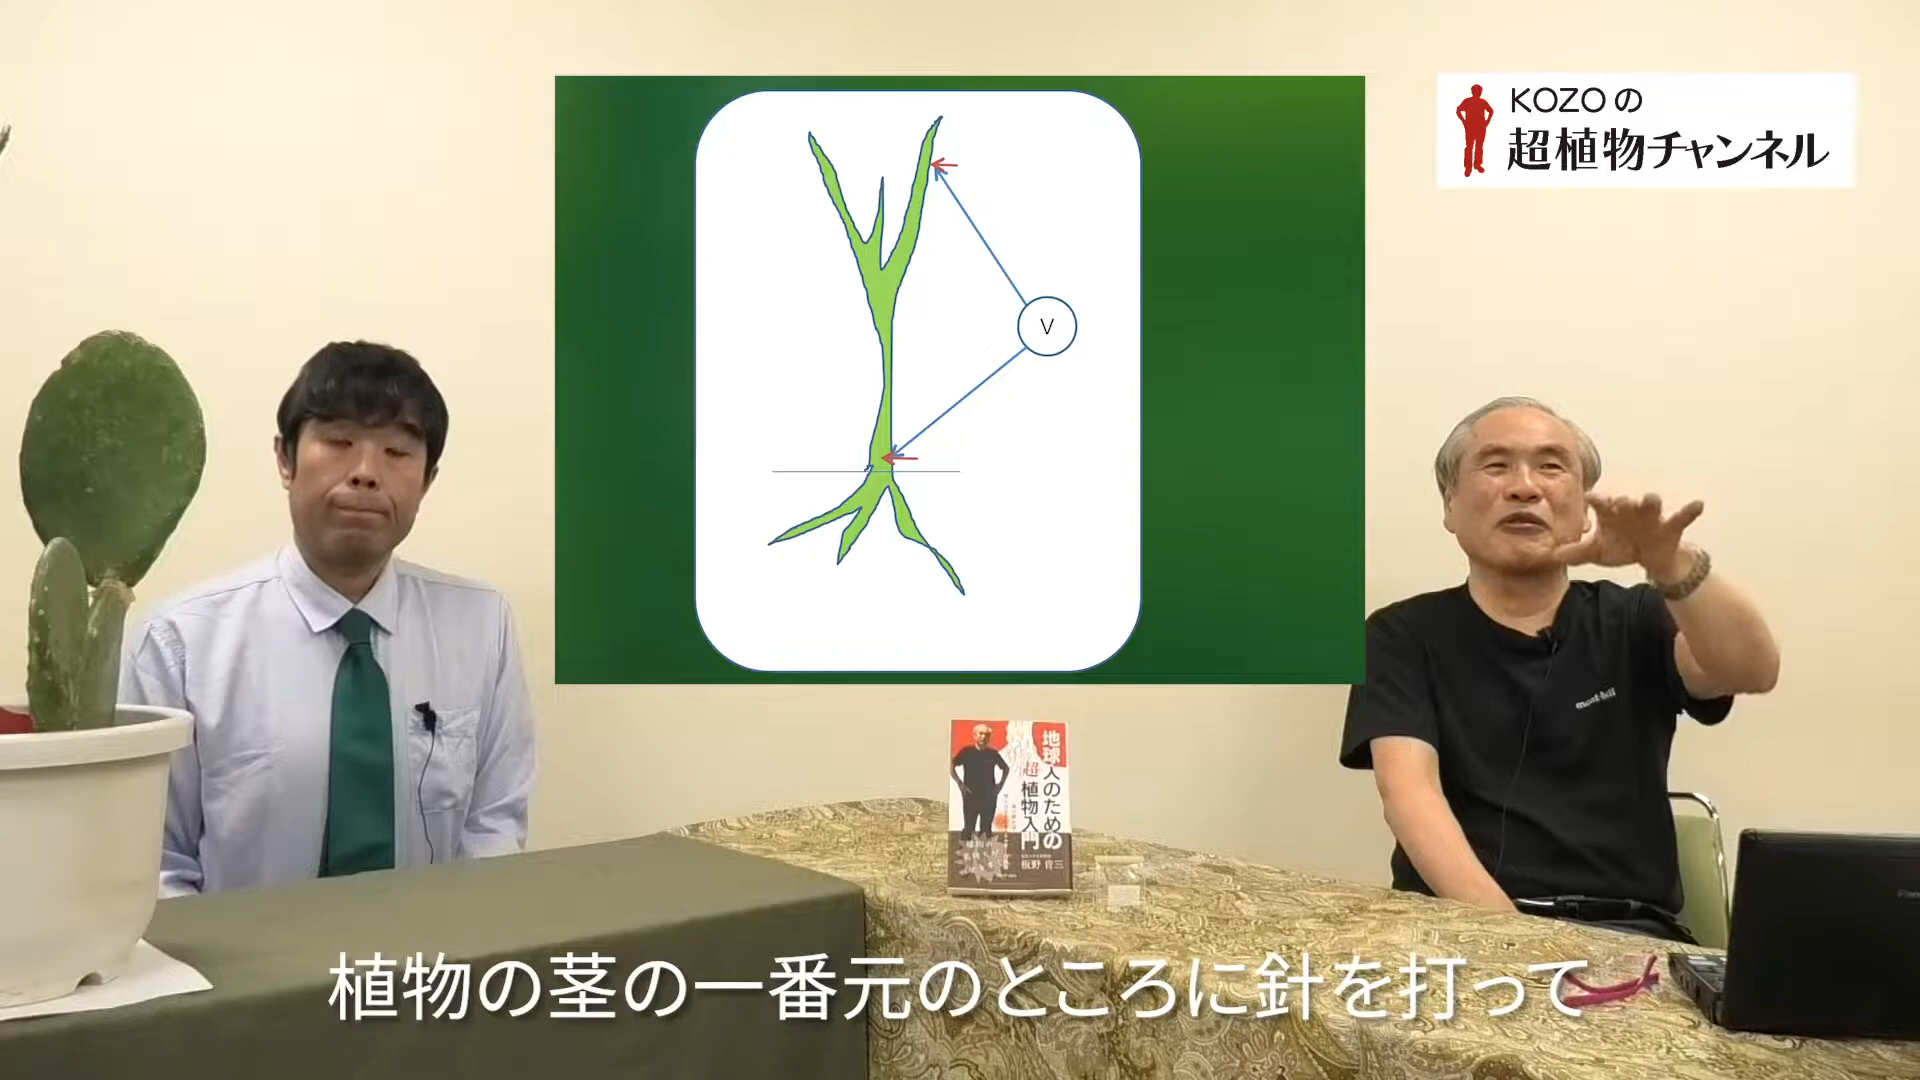 KOZOの
超植物チャンネル
V
mont-bell
地球人のための
超植物入門
板野肯三
植物の茎の一番元のところに針を打って